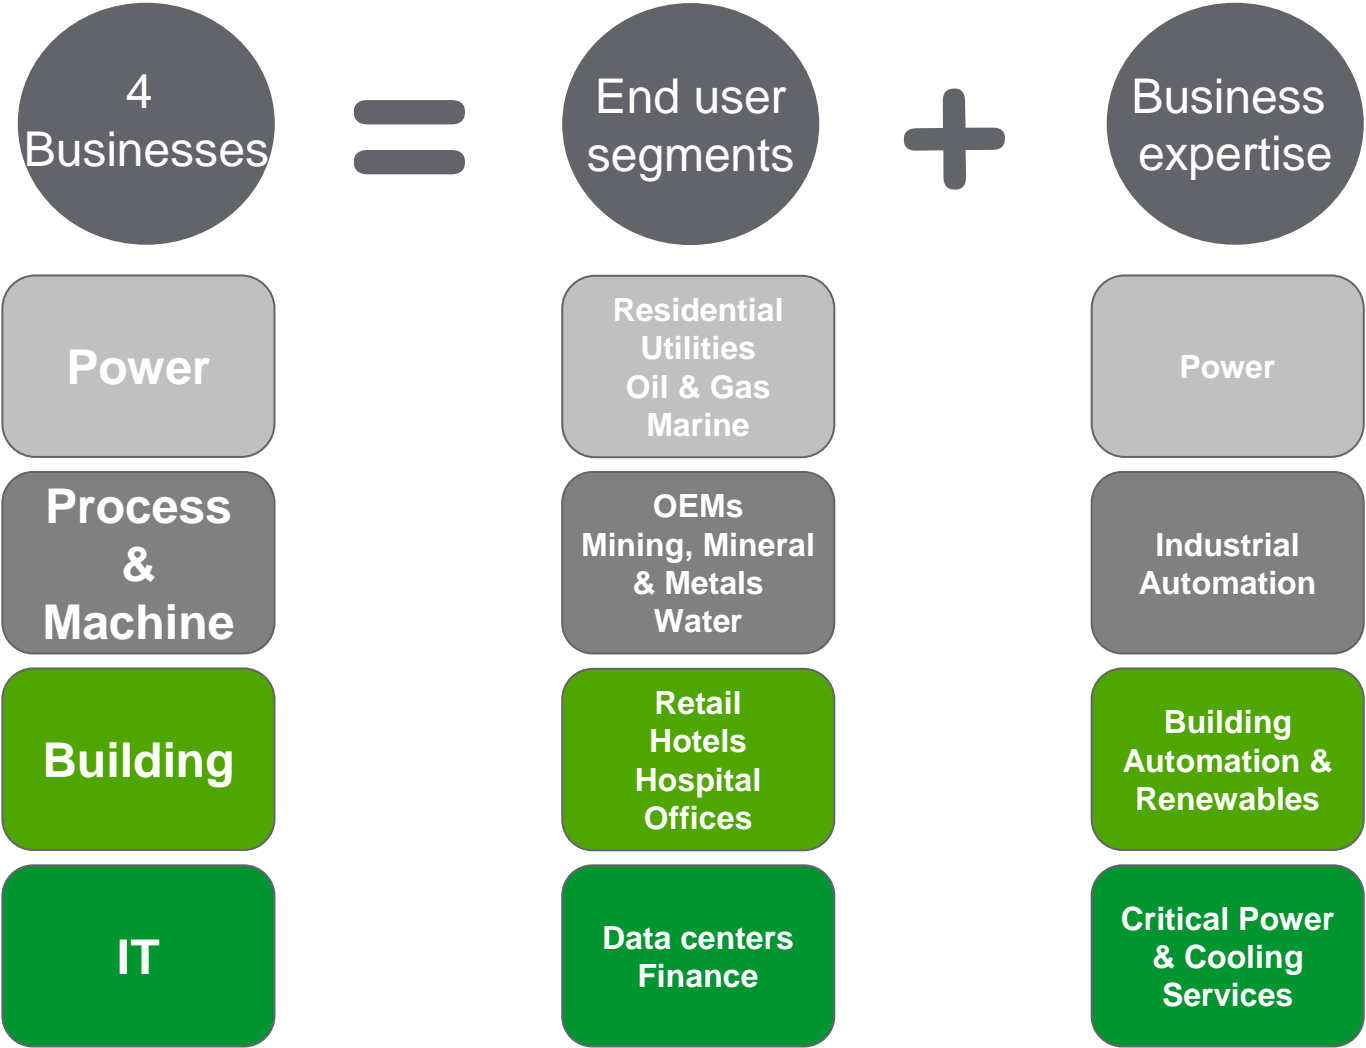 4
Businesses
=
End user
segments
+
Business
expertise
Power
Residential
Utilities
Oil & Gas
Marine
Power
Process
&
Machine
OEMs
Mining, Mineral
& Metals
Water
Industrial
Automation
Building
Retail
Hotels
Hospital
Offices
Building
Automation &
Renewables
IT
Data centers
Finance
Critical Power
& Cooling
Services